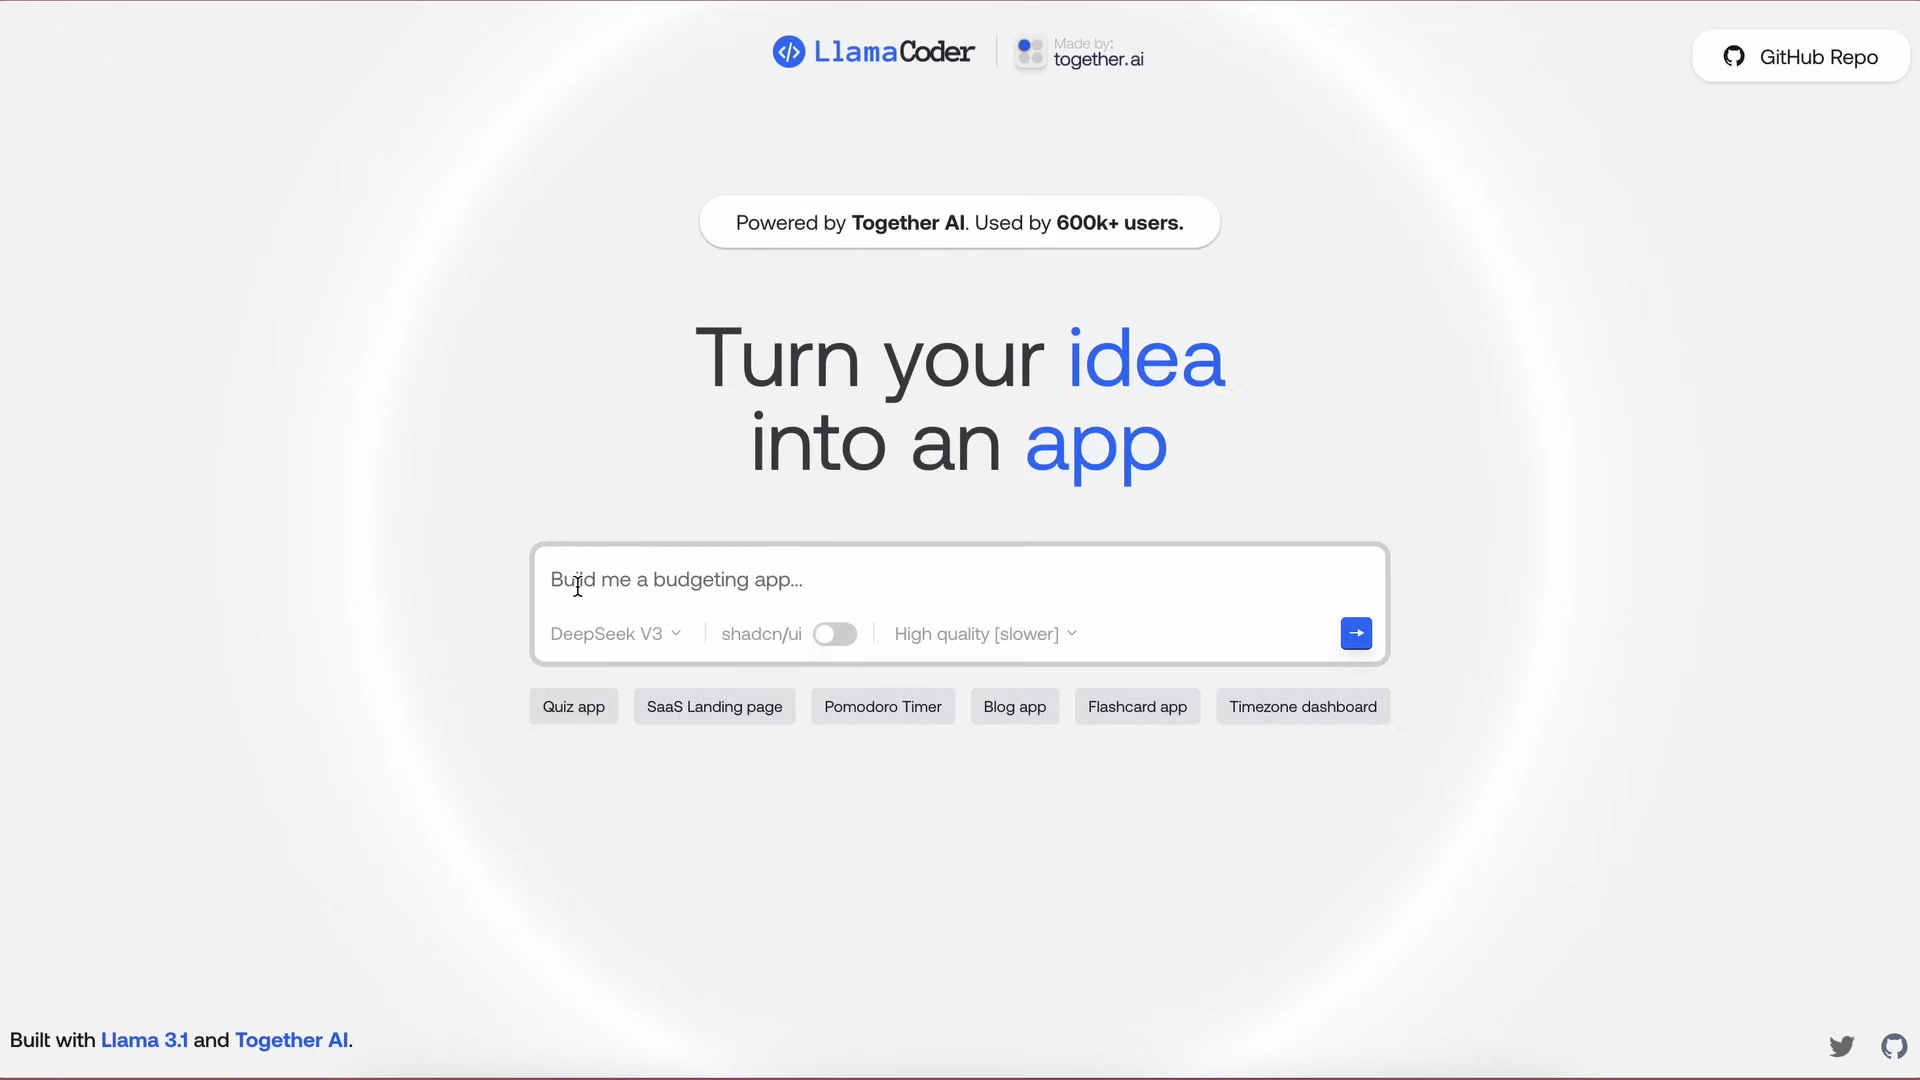 LlamaCoder
Made by:
together.ai
GitHub Repo
Powered by Together AI. Used by 600k+ users.
Turn your idea
into an app
Build me a budgeting app...
DeepSeek V3
shadcn/ui
High quality [slower]
Quiz app
SaaS Landing page
Pomodoro Timer
Blog app
Flashcard app
Timezone dashboard
Built with Llama 3.1 and Together AI.